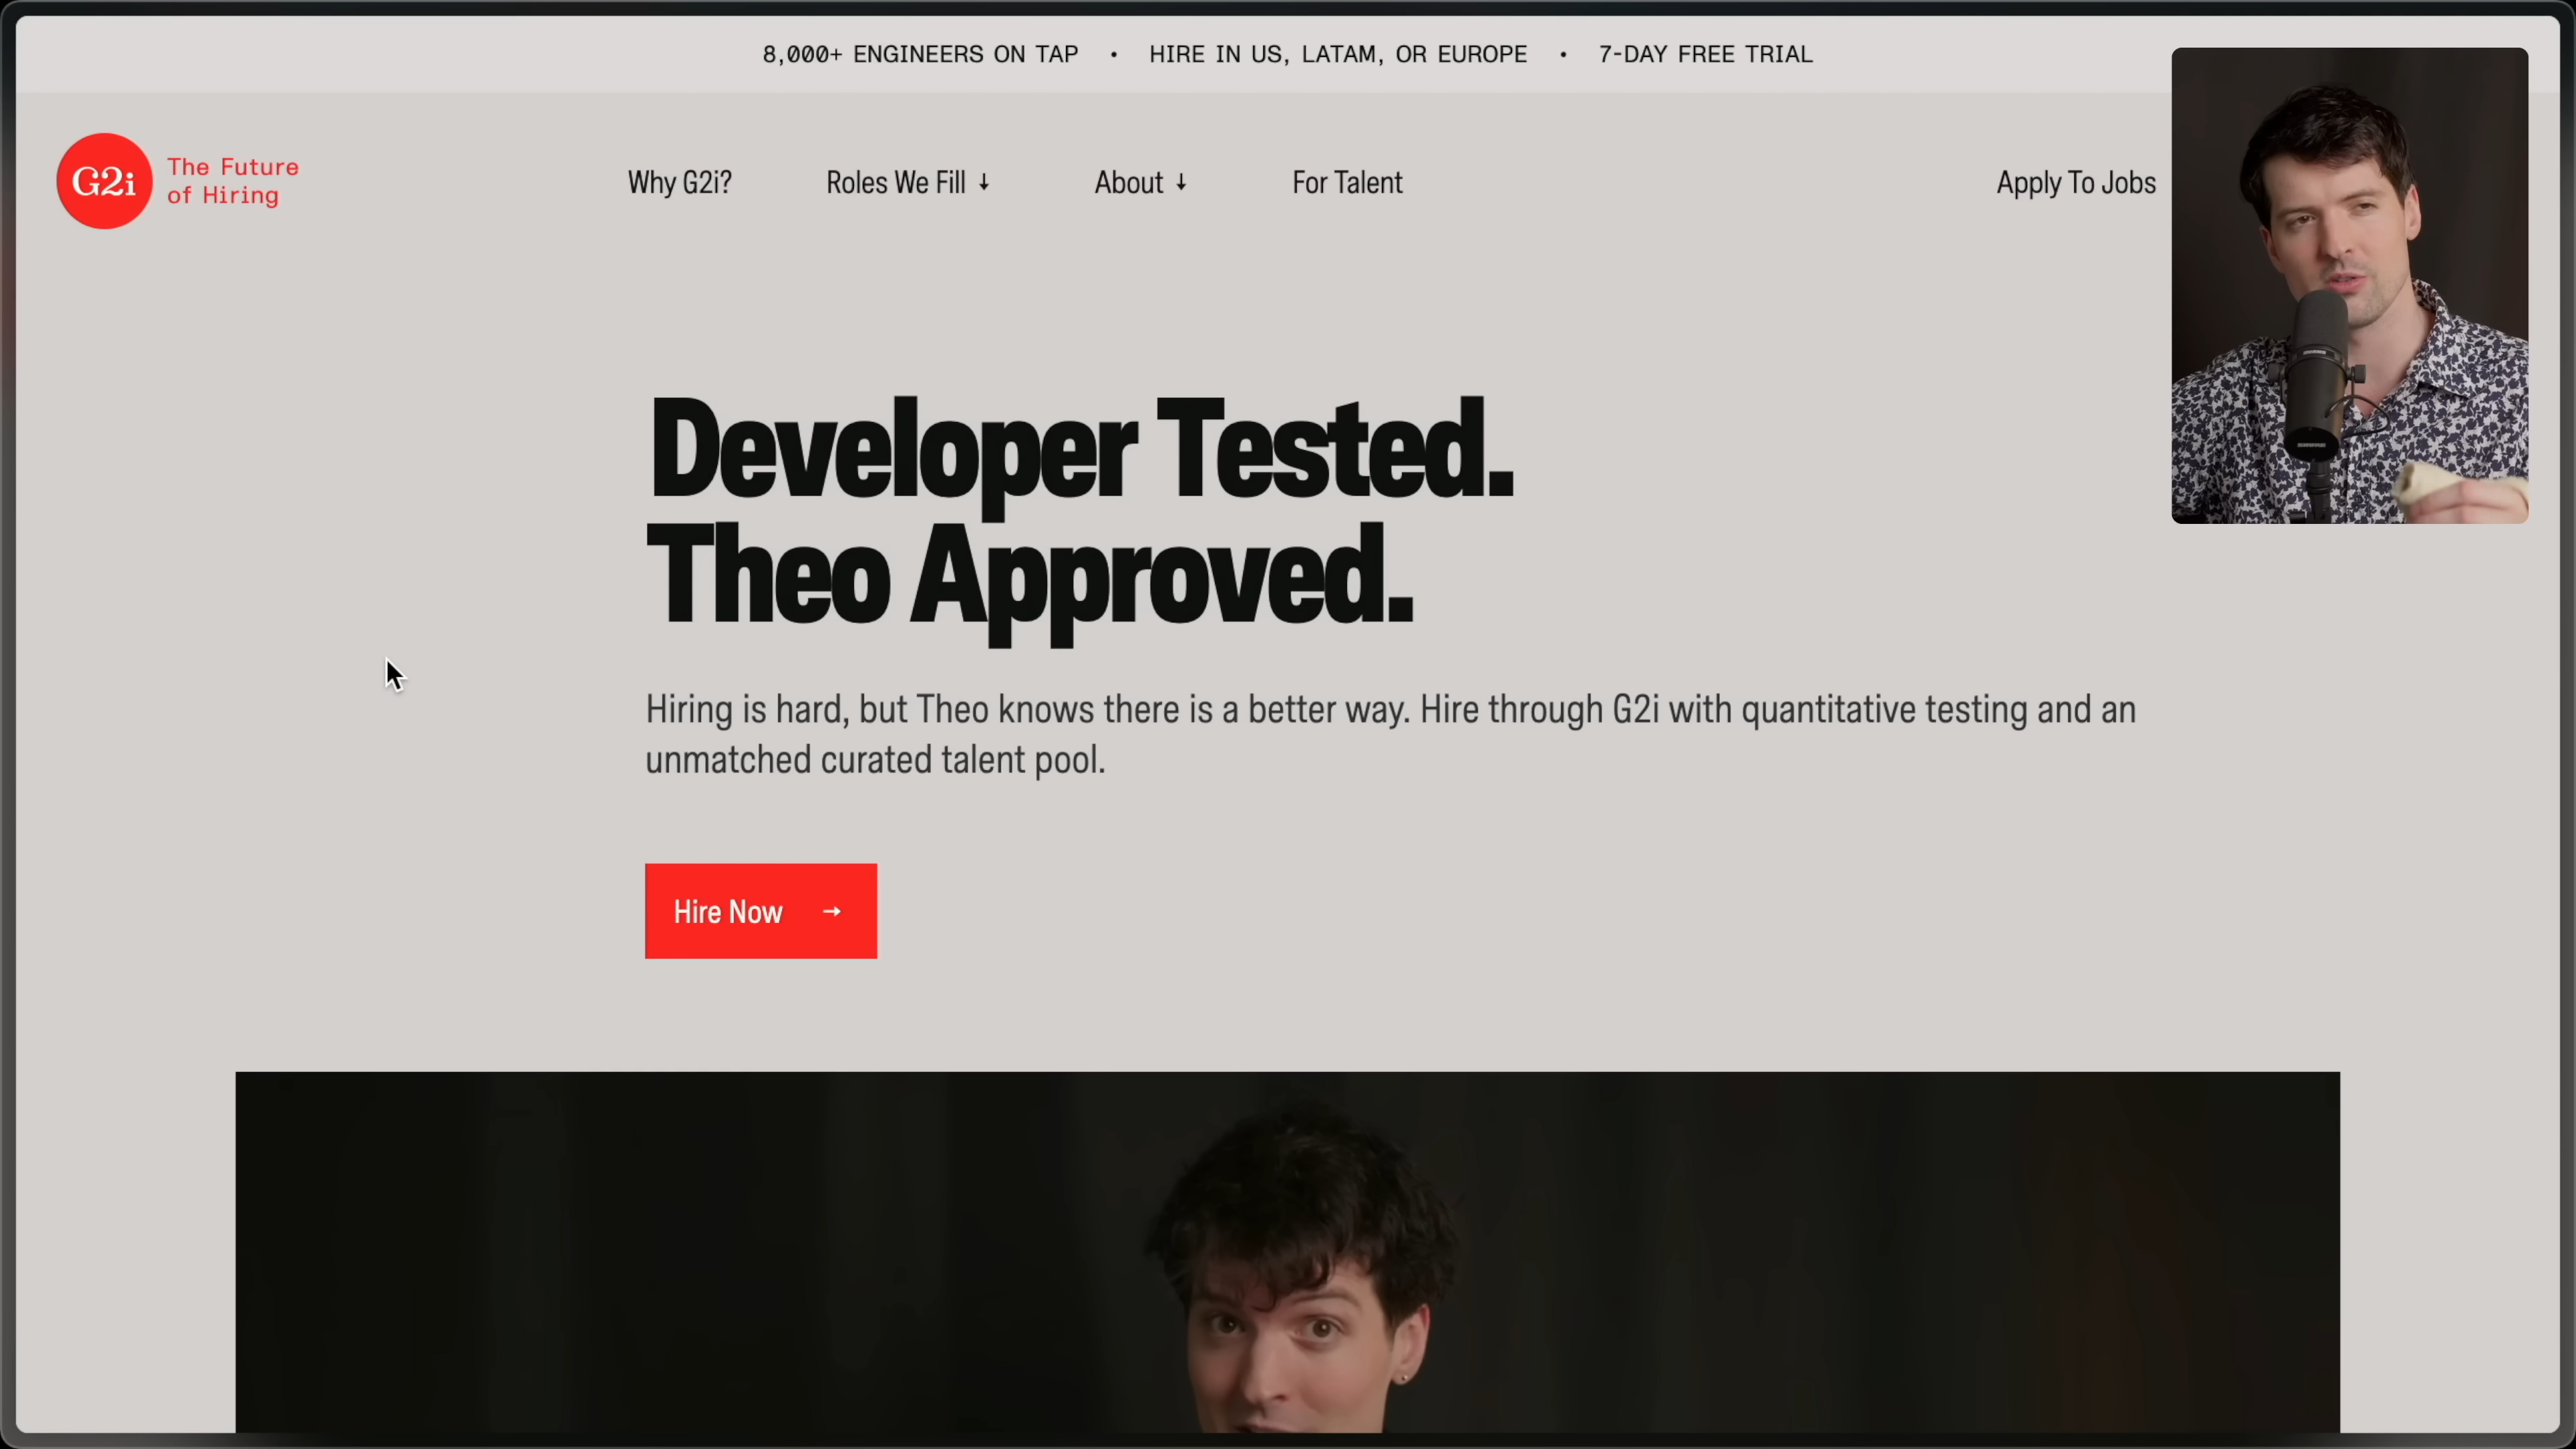 8,000+ ENGINEERS ON TAP • HIRE IN US, LATAM, OR EUROPE • 7-DAY FREE TRIAL
G2i
The Future
of Hiring
Why G2i?
Roles We Fill ↓
About ↓
For Talent
Apply To Jobs
Developer Tested.
Theo Approved.
Hiring is hard, but Theo knows there is a better way. Hire through G2i with quantitative testing and an
unmatched curated talent pool.
Hire Now →